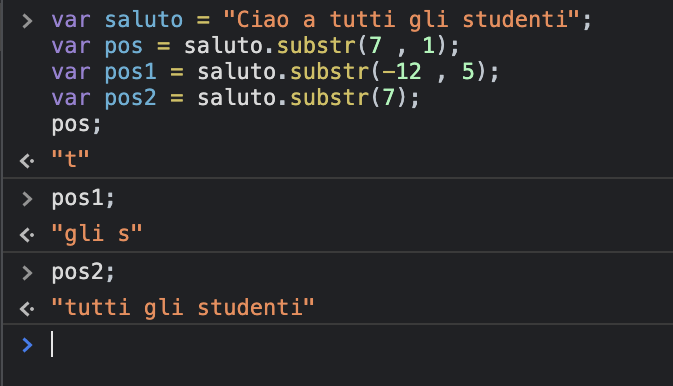 > var saluto = "Ciao a tutti gli studenti";
var pos = saluto.substr(7 , 1);
var pos1 = saluto.substr(-12 , 5);
var pos2 = saluto.substr(7);
pos;
"t"
> pos1;
"gli s"
> pos2;
"tutti gli studenti"
>